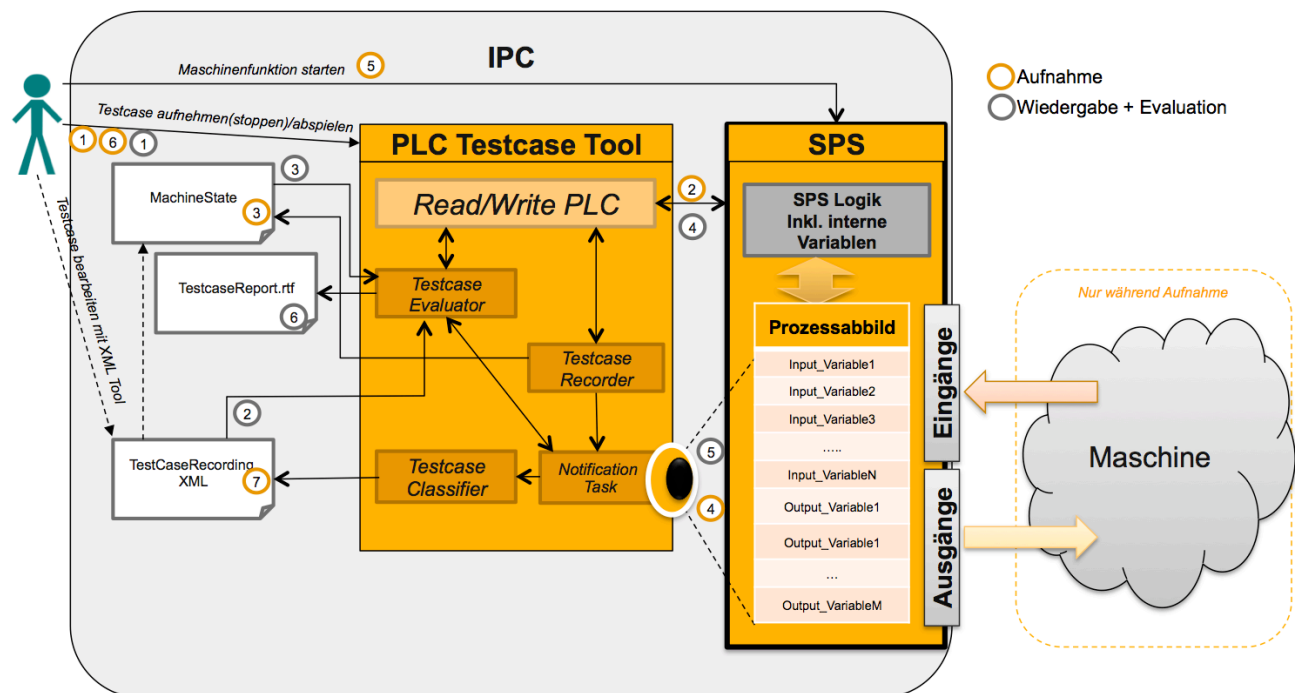 IPC
Maschinenfunktion starten
5
Aufnahme
Wiedergabe + Evaluation
Testcase aufnehmen(stoppen)/abspielen
1
6
1
Testcase bearbeiten mit XML Tool
PLC Testcase Tool
SPS
3
MachineState
3
Read/Write PLC
2
4
SPS Logik
Inkl. interne
Variablen
TestcaseReport.rtf
6
Testcase
Evaluator
Testcase
Recorder
Prozessabbild
Input_Variable1
Input_Variable2
Input_Variable3
…..
Input_VariableN
Output_Variable1
Output_Variable1
…
Output_VariableM
Eingänge
Ausgänge
Nur während Aufnahme
Maschine
2
TestCaseRecording
XML
7
Testcase
Classifier
Notification
Task
5
4